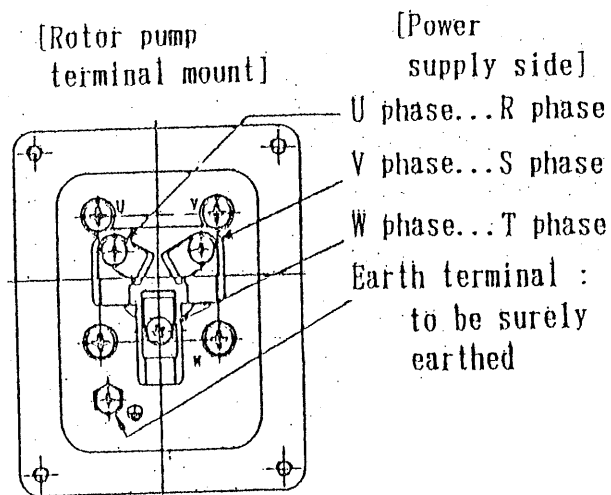 [Rotor pump
terminal mount]
[Power
supply side]
U phase...R phase
V phase...S phase
W phase...T phase
Earth terminal :
to be surely
earthed
U
V
W